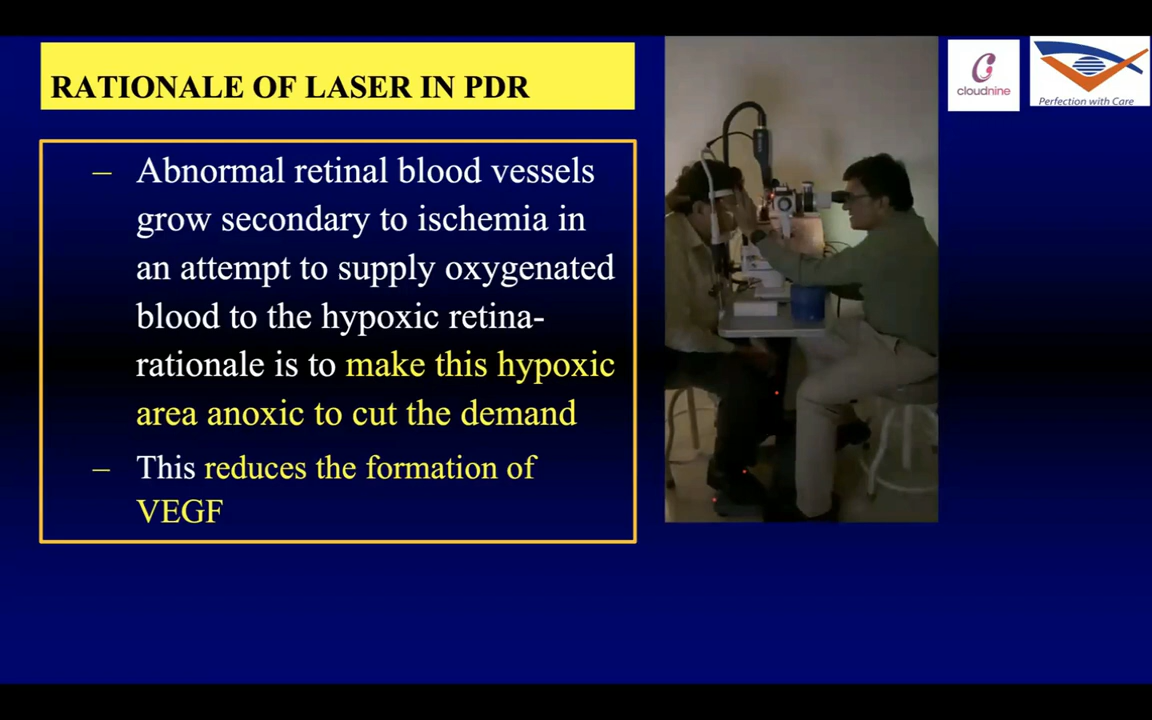 RATIONALE OF LASER IN PDR
– Abnormal retinal blood vessels
grow secondary to ischemia in
an attempt to supply oxygenated
blood to the hypoxic retina-
rationale is to make this hypoxic
area anoxic to cut the demand
– This reduces the formation of
VEGF
cloudnine
Perfection with Care